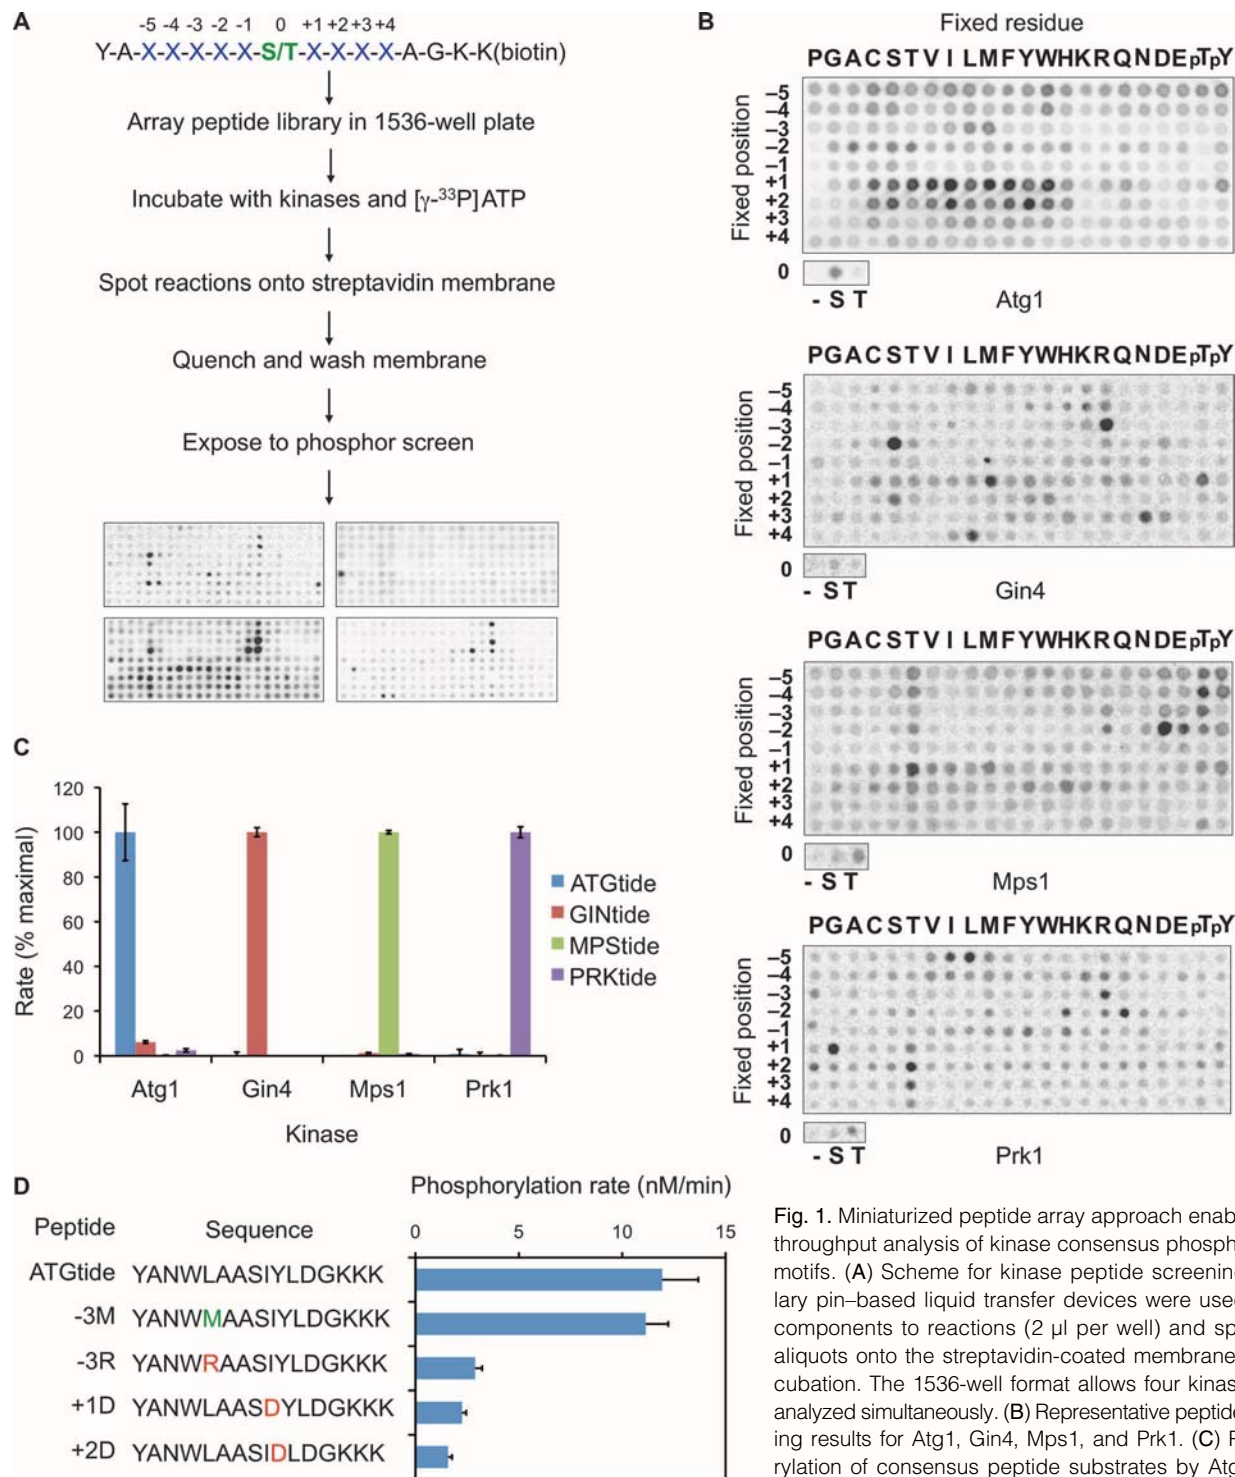 A
-5 -4 -3 -2 -1 0 +1 +2 +3 +4
Y-A-X-X-X-X-X-S/T-X-X-X-X-A-G-K-K(biotin)
Array peptide library in 1536-well plate
Incubate with kinases and [γ-³³P]ATP
Spot reactions onto streptavidin membrane
Quench and wash membrane
Expose to phosphor screen
B
Fixed residue
PGACSTVILMFYWHKRQNDEpTpY
Fixed position
-5
-4
-3
-2
-1
+1
+2
+3
+4
0
- S T
Atg1
PGACSTVILMFYWHKRQNDEpTpY
Fixed position
-5
-4
-3
-2
-1
+1
+2
+3
+4
0
- S T
Gin4
PGACSTVILMFYWHKRQNDEpTpY
Fixed position
-5
-4
-3
-2
-1
+1
+2
+3
+4
0
- S T
Mps1
PGACSTVILMFYWHKRQNDEpTpY
Fixed position
-5
-4
-3
-2
-1
+1
+2
+3
+4
0
- S T
Prk1
C
Rate (% maximal)
120
100
80
60
40
20
0
Atg1 Gin4 Mps1 Prk1
Kinase
ATGtide
GINtide
MPStide
PRKtide
D
Phosphorylation rate (nM/min)
0 5 10 15
Peptide Sequence
ATGtide YANWLAASIYLDGKKK
-3M YANWMAASIYLDGKKK
-3R YANWRAASIYLDGKKK
+1D YANWLAASDYLDGKKK
+2D YANWLAASIDLDGKKK
Fig. 1. Miniaturized peptide array approach enab
throughput analysis of kinase consensus phosph
motifs. (A) Scheme for kinase peptide screening
lary pin–based liquid transfer devices were used
components to reactions (2 µl per well) and sp
aliquots onto the streptavidin-coated membrane
cubation. The 1536-well format allows four kinas
analyzed simultaneously. (B) Representative peptide
ing results for Atg1, Gin4, Mps1, and Prk1. (C) P
rylation of consensus peptide substrates by Atg